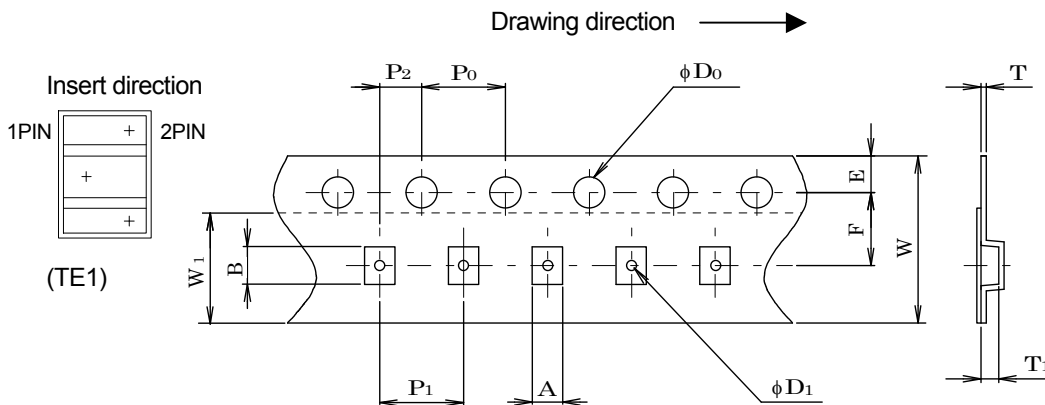 Drawing direction
Insert direction
1PIN 2PIN
(TE1)
P2 P0 φD0 T
E
F
W
W1
B
P1 A φD1 T1